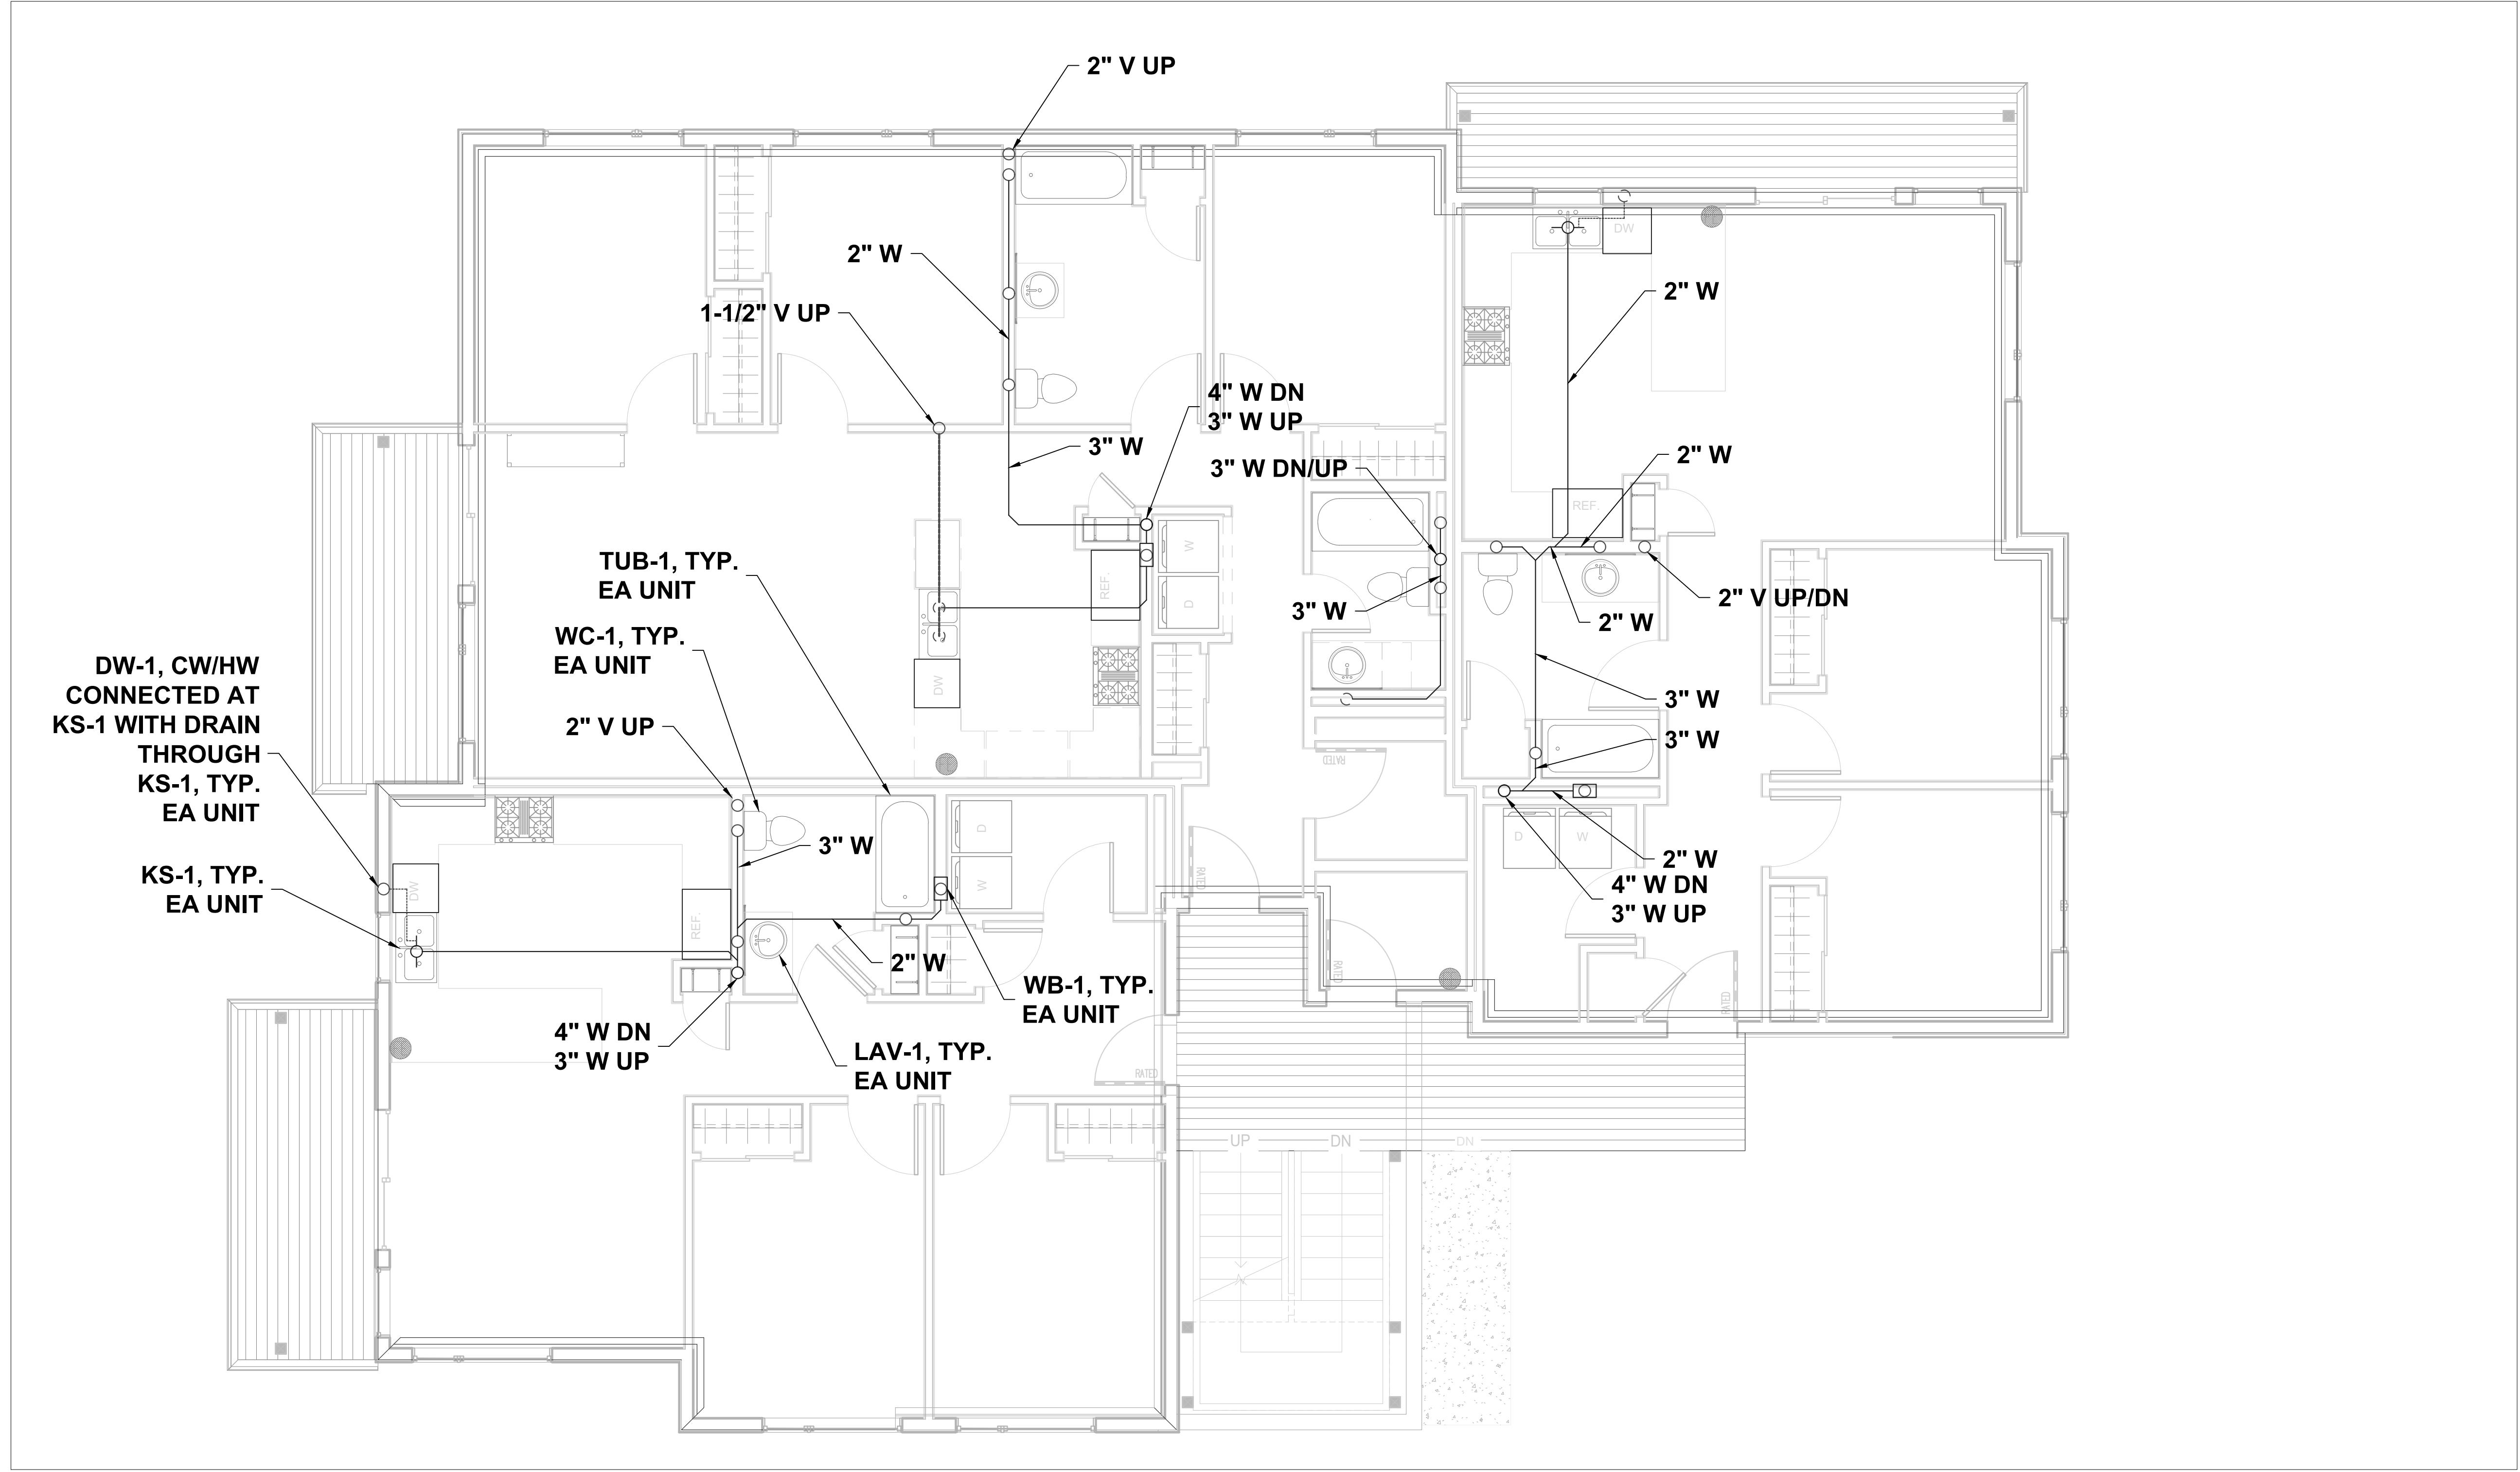 2" V UP
2" W
1-1/2" V UP
DW
2" W
4" W DN
3" W UP
3" W
3" W DN/UP
2" W
REF.
W
D
REF.
TUB-1, TYP.
EA UNIT
WC-1, TYP.
EA UNIT
3" W
2" W
2" V UP/DN
DW-1, CW/HW
CONNECTED AT
KS-1 WITH DRAIN
THROUGH
KS-1, TYP.
EA UNIT
DW
2" V UP
3" W
3" W
RATED
D
W
3" W
D
W
2" W
KS-1, TYP.
EA UNIT
DW
REF.
RATED
4" W DN
3" W UP
2" W
WB-1, TYP.
EA UNIT
RATED
RATED
4" W DN
3" W UP
LAV-1, TYP.
EA UNIT
RATED
UP
DN
DN